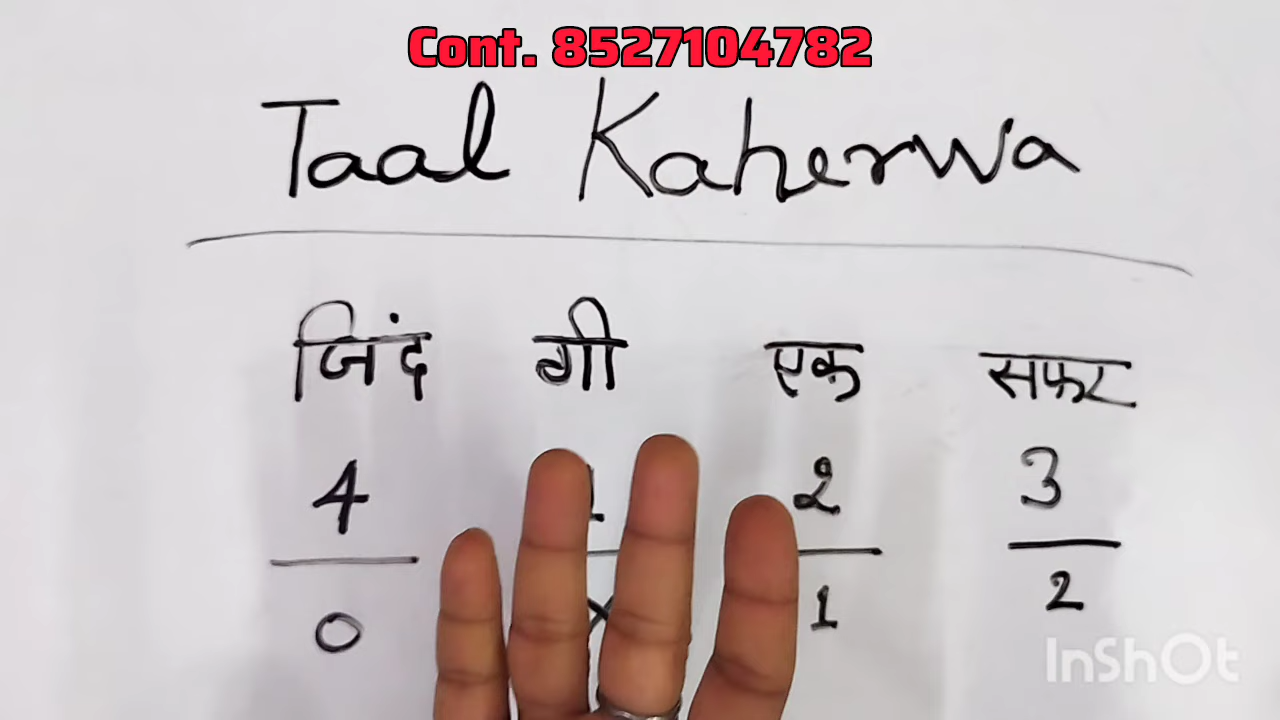 Cont. 8527104782
Taal Kaherwa
जिंद गी एक सफर
4 2 3
0 x 1 2
InShOt